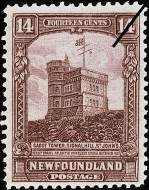 FOURTEEN CENTS
14 14
CABOT TOWER, SIGNAL HILL, ST JOHN'S
NEWFOUNDLAND
POSTAGE